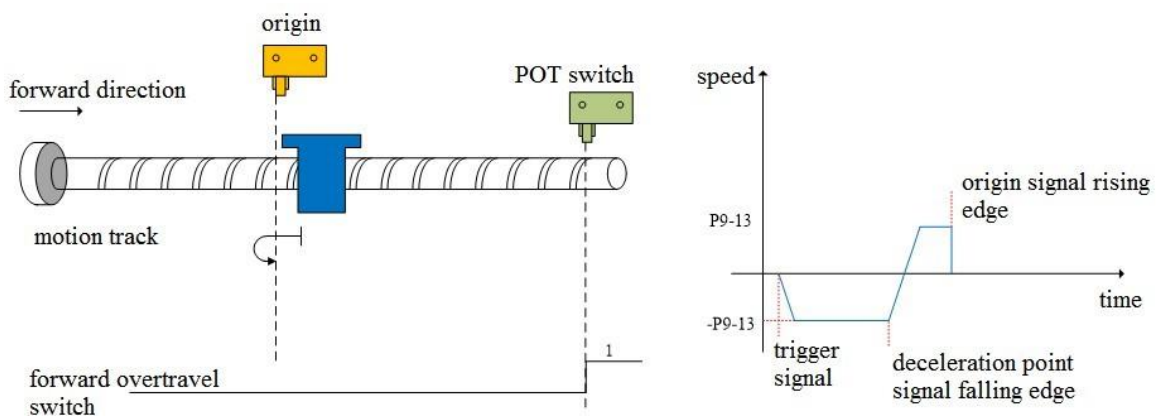 origin
POT switch
forward direction
motion track
1
forward overtravel
switch
speed
origin signal rising
edge
P9-13
time
-P9-13
trigger
signal
deceleration point
signal falling edge